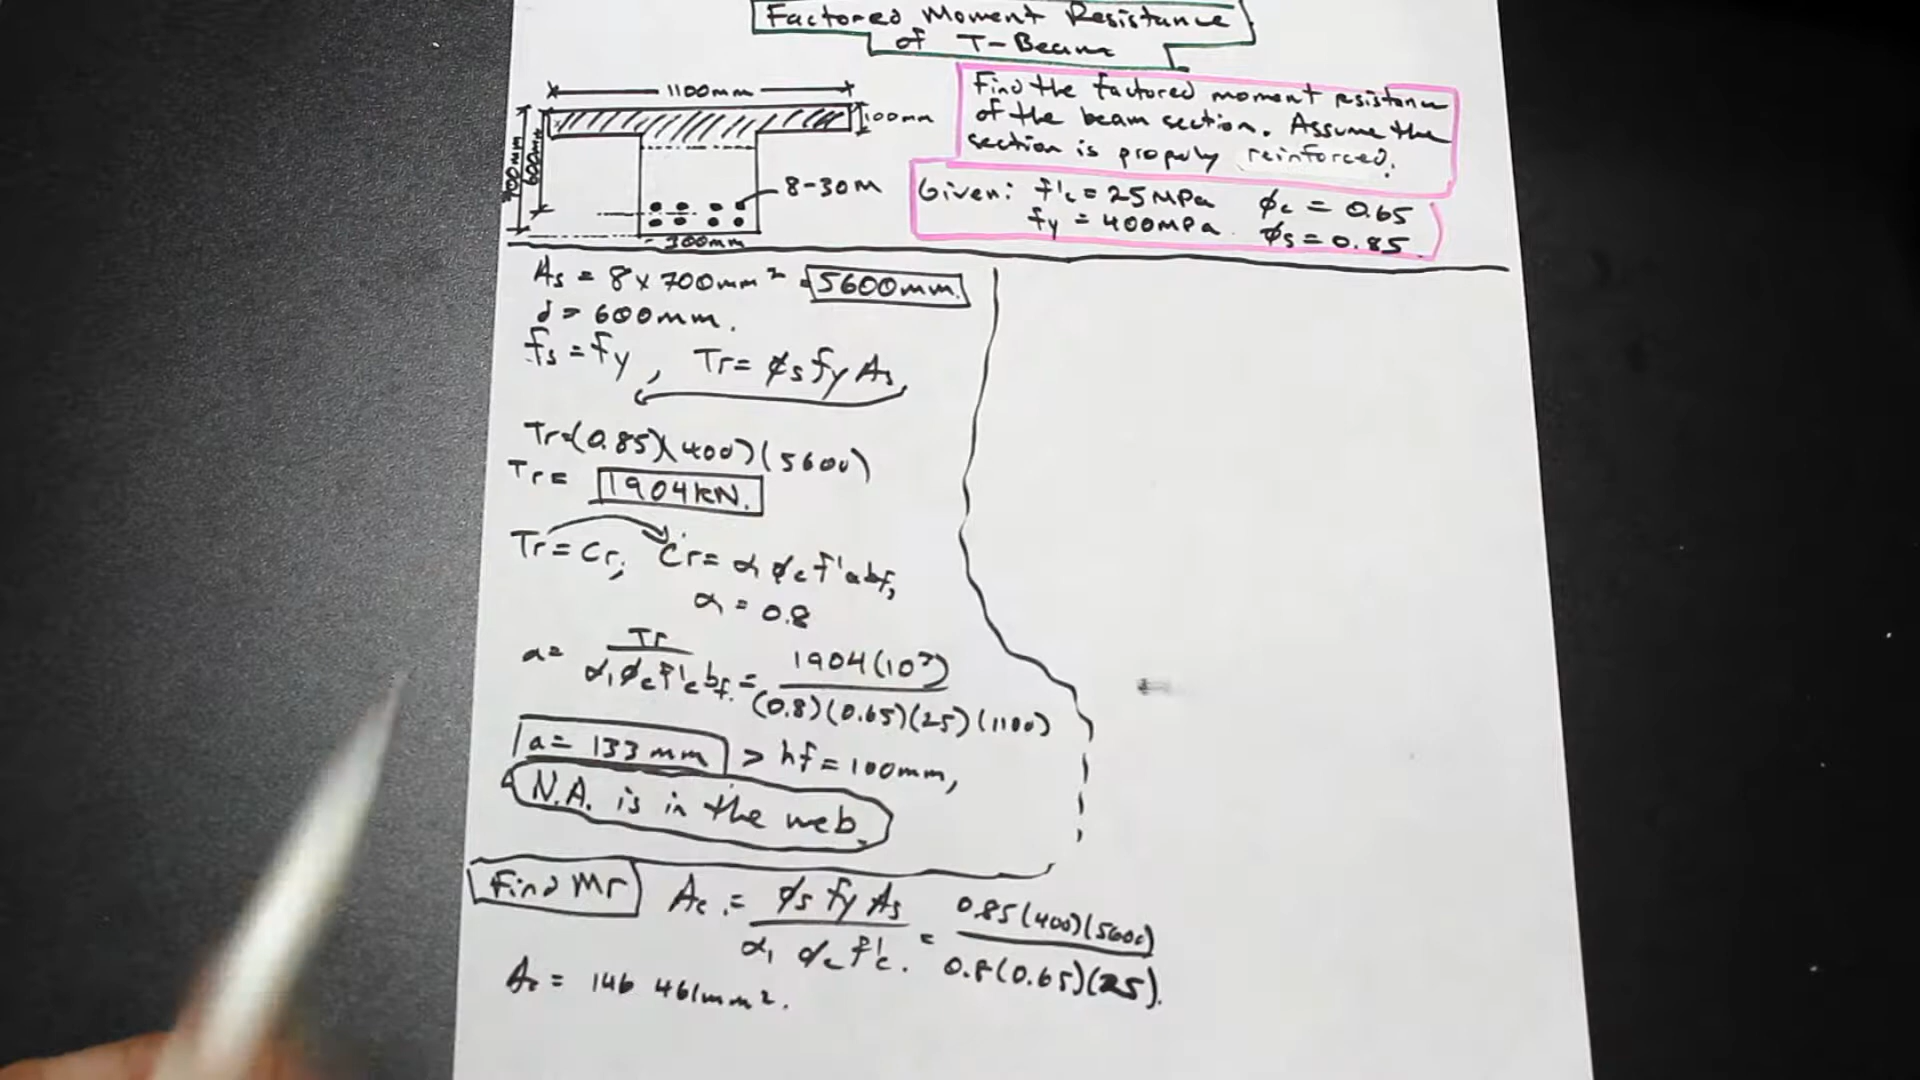 Factored Moment Resistance
of T-Beam
1100mm
100mm
700mm
600mm
8-30M
300mm
Find the factored moment resistance
of the beam section. Assume the
section is properly reinforced.
Given: f'c = 25MPa φc = 0.65
fy = 400MPa φs = 0.85
As = 8 x 700mm² = 5600mm.
d = 600mm.
fs = fy, Tr = φs fy As,
Tr=(0.85)(400)(5600)
Tr= 1904kN.
Tr = Cr, Cr = α φc f' a bf,
α = 0.8
a = Tr / α₁ φc f'c bf. = 1904(10³) / (0.8)(0.65)(25)(1100)
a = 133 mm > hf = 100mm,
N.A. is in the web.
Find Mr Ac = φs fy As / α₁ φc f'c. = 0.85(400)(5600) / 0.8(0.65)(25).
Ac = 146 461mm².